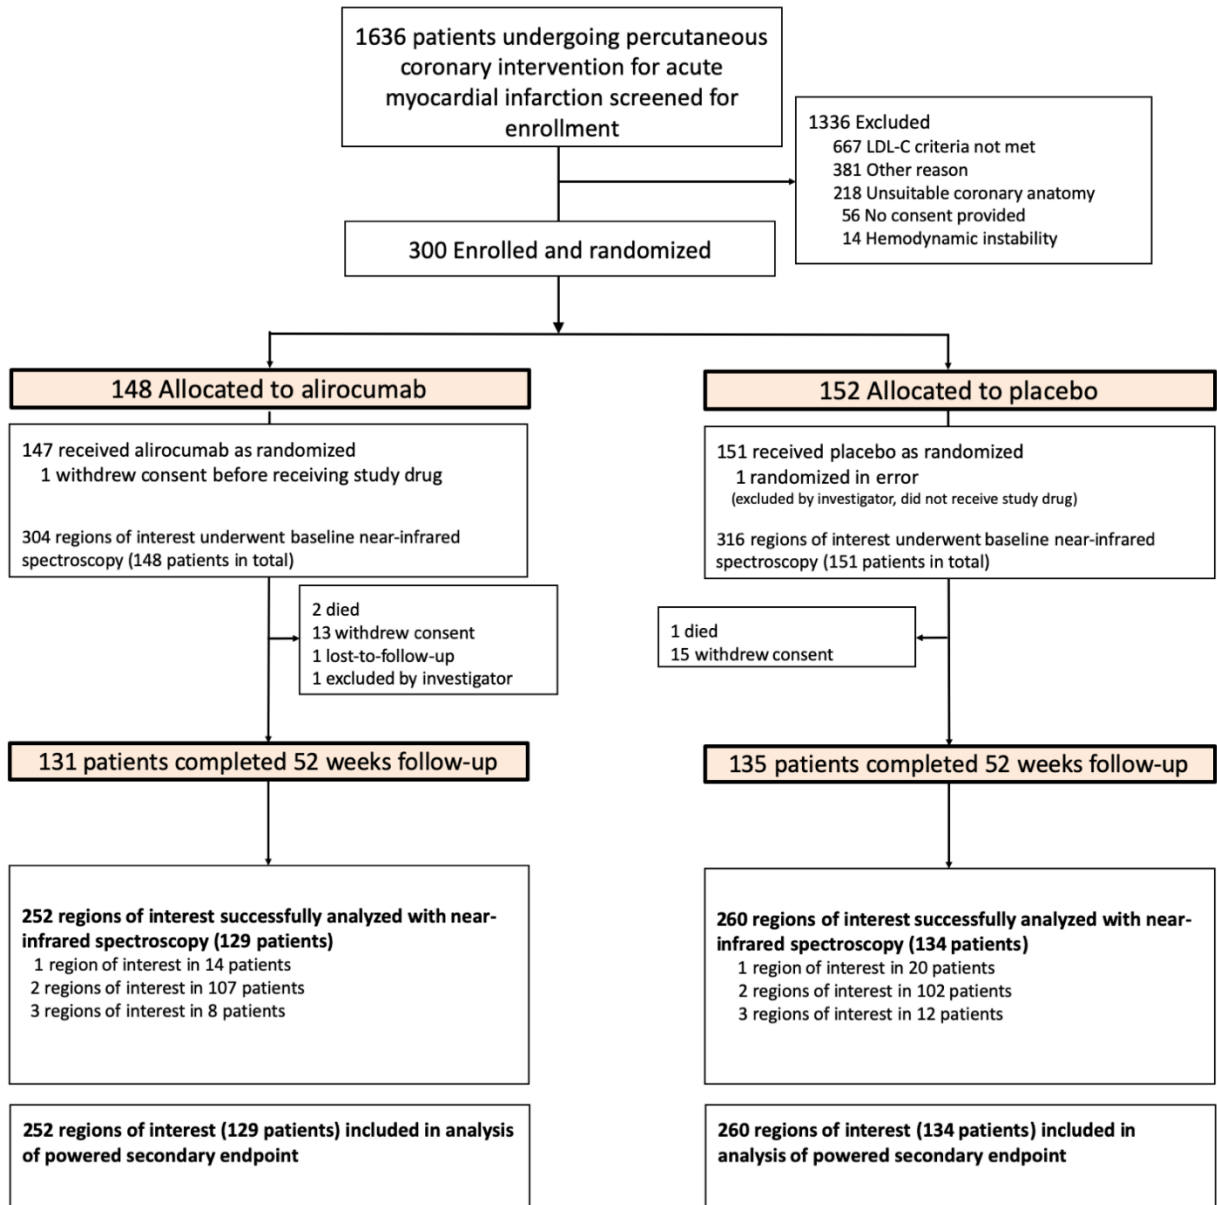 1636 patients undergoing percutaneous
coronary intervention for acute
myocardial infarction screened for
enrollment
1336 Excluded
667 LDL-C criteria not met
381 Other reason
218 Unsuitable coronary anatomy
56 No consent provided
14 Hemodynamic instability
300 Enrolled and randomized
148 Allocated to alirocumab
147 received alirocumab as randomized
1 withdrew consent before receiving study drug
304 regions of interest underwent baseline near-infrared
spectroscopy (148 patients in total)
2 died
13 withdrew consent
1 lost-to-follow-up
1 excluded by investigator
131 patients completed 52 weeks follow-up
252 regions of interest successfully analyzed with near-
infrared spectroscopy (129 patients)
1 region of interest in 14 patients
2 regions of interest in 107 patients
3 regions of interest in 8 patients
252 regions of interest (129 patients) included in analysis
of powered secondary endpoint
152 Allocated to placebo
151 received placebo as randomized
1 randomized in error
(excluded by investigator, did not receive study drug)
316 regions of interest underwent baseline near-infrared
spectroscopy (151 patients in total)
1 died
15 withdrew consent
135 patients completed 52 weeks follow-up
260 regions of interest successfully analyzed with near-
infrared spectroscopy (134 patients)
1 region of interest in 20 patients
2 regions of interest in 102 patients
3 regions of interest in 12 patients
260 regions of interest (134 patients) included in
analysis of powered secondary endpoint